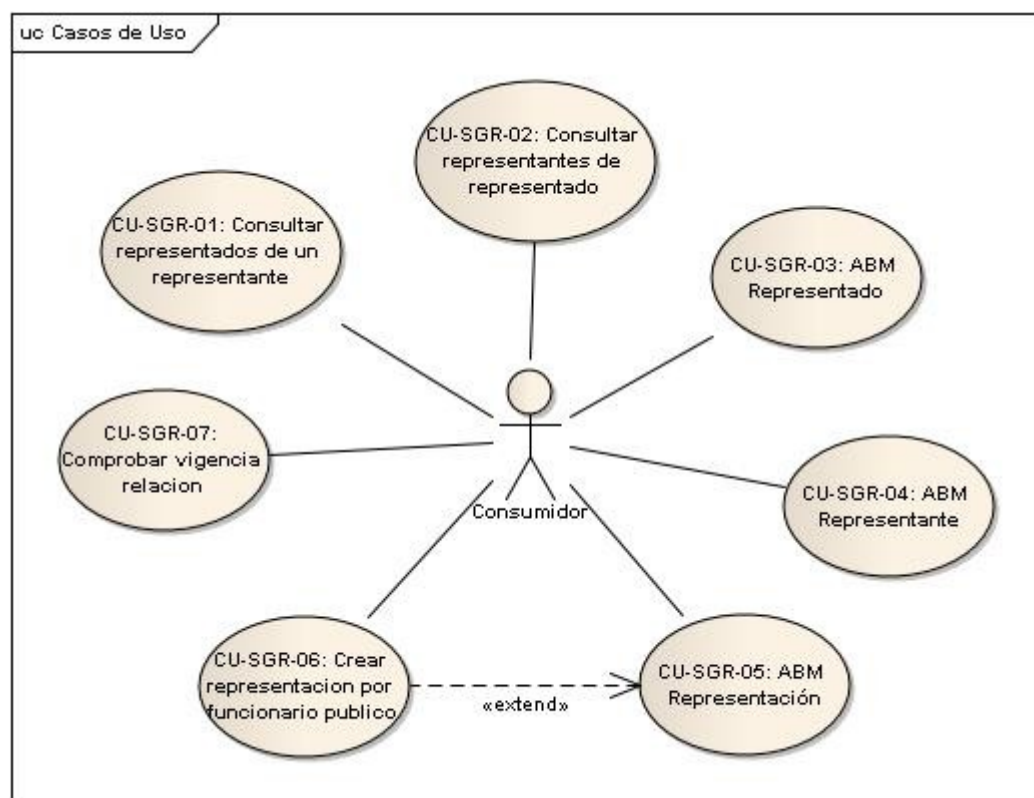 uc Casos de Uso
CU-SGR-02: Consultar
representantes de
representado
CU-SGR-01: Consultar
representados de un
representante
CU-SGR-03: ABM
Representado
CU-SGR-07:
Comprobar vigencia
relacion
CU-SGR-04: ABM
Representante
Consumidor
CU-SGR-06: Crear
representacion por
funcionario publico
«extend»
CU-SGR-05: ABM
Representación